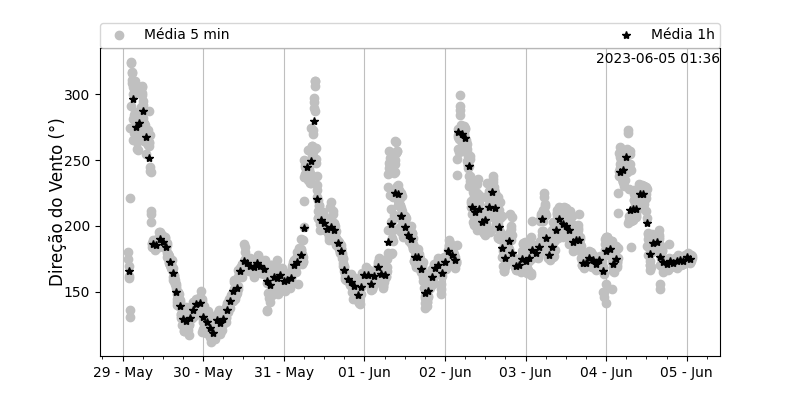 Média 5 min
Média 1h
2023-06-05 01:36
Direção do Vento (°)
300
250
200
150
29 - May
30 - May
31 - May
01 - Jun
02 - Jun
03 - Jun
04 - Jun
05 - Jun